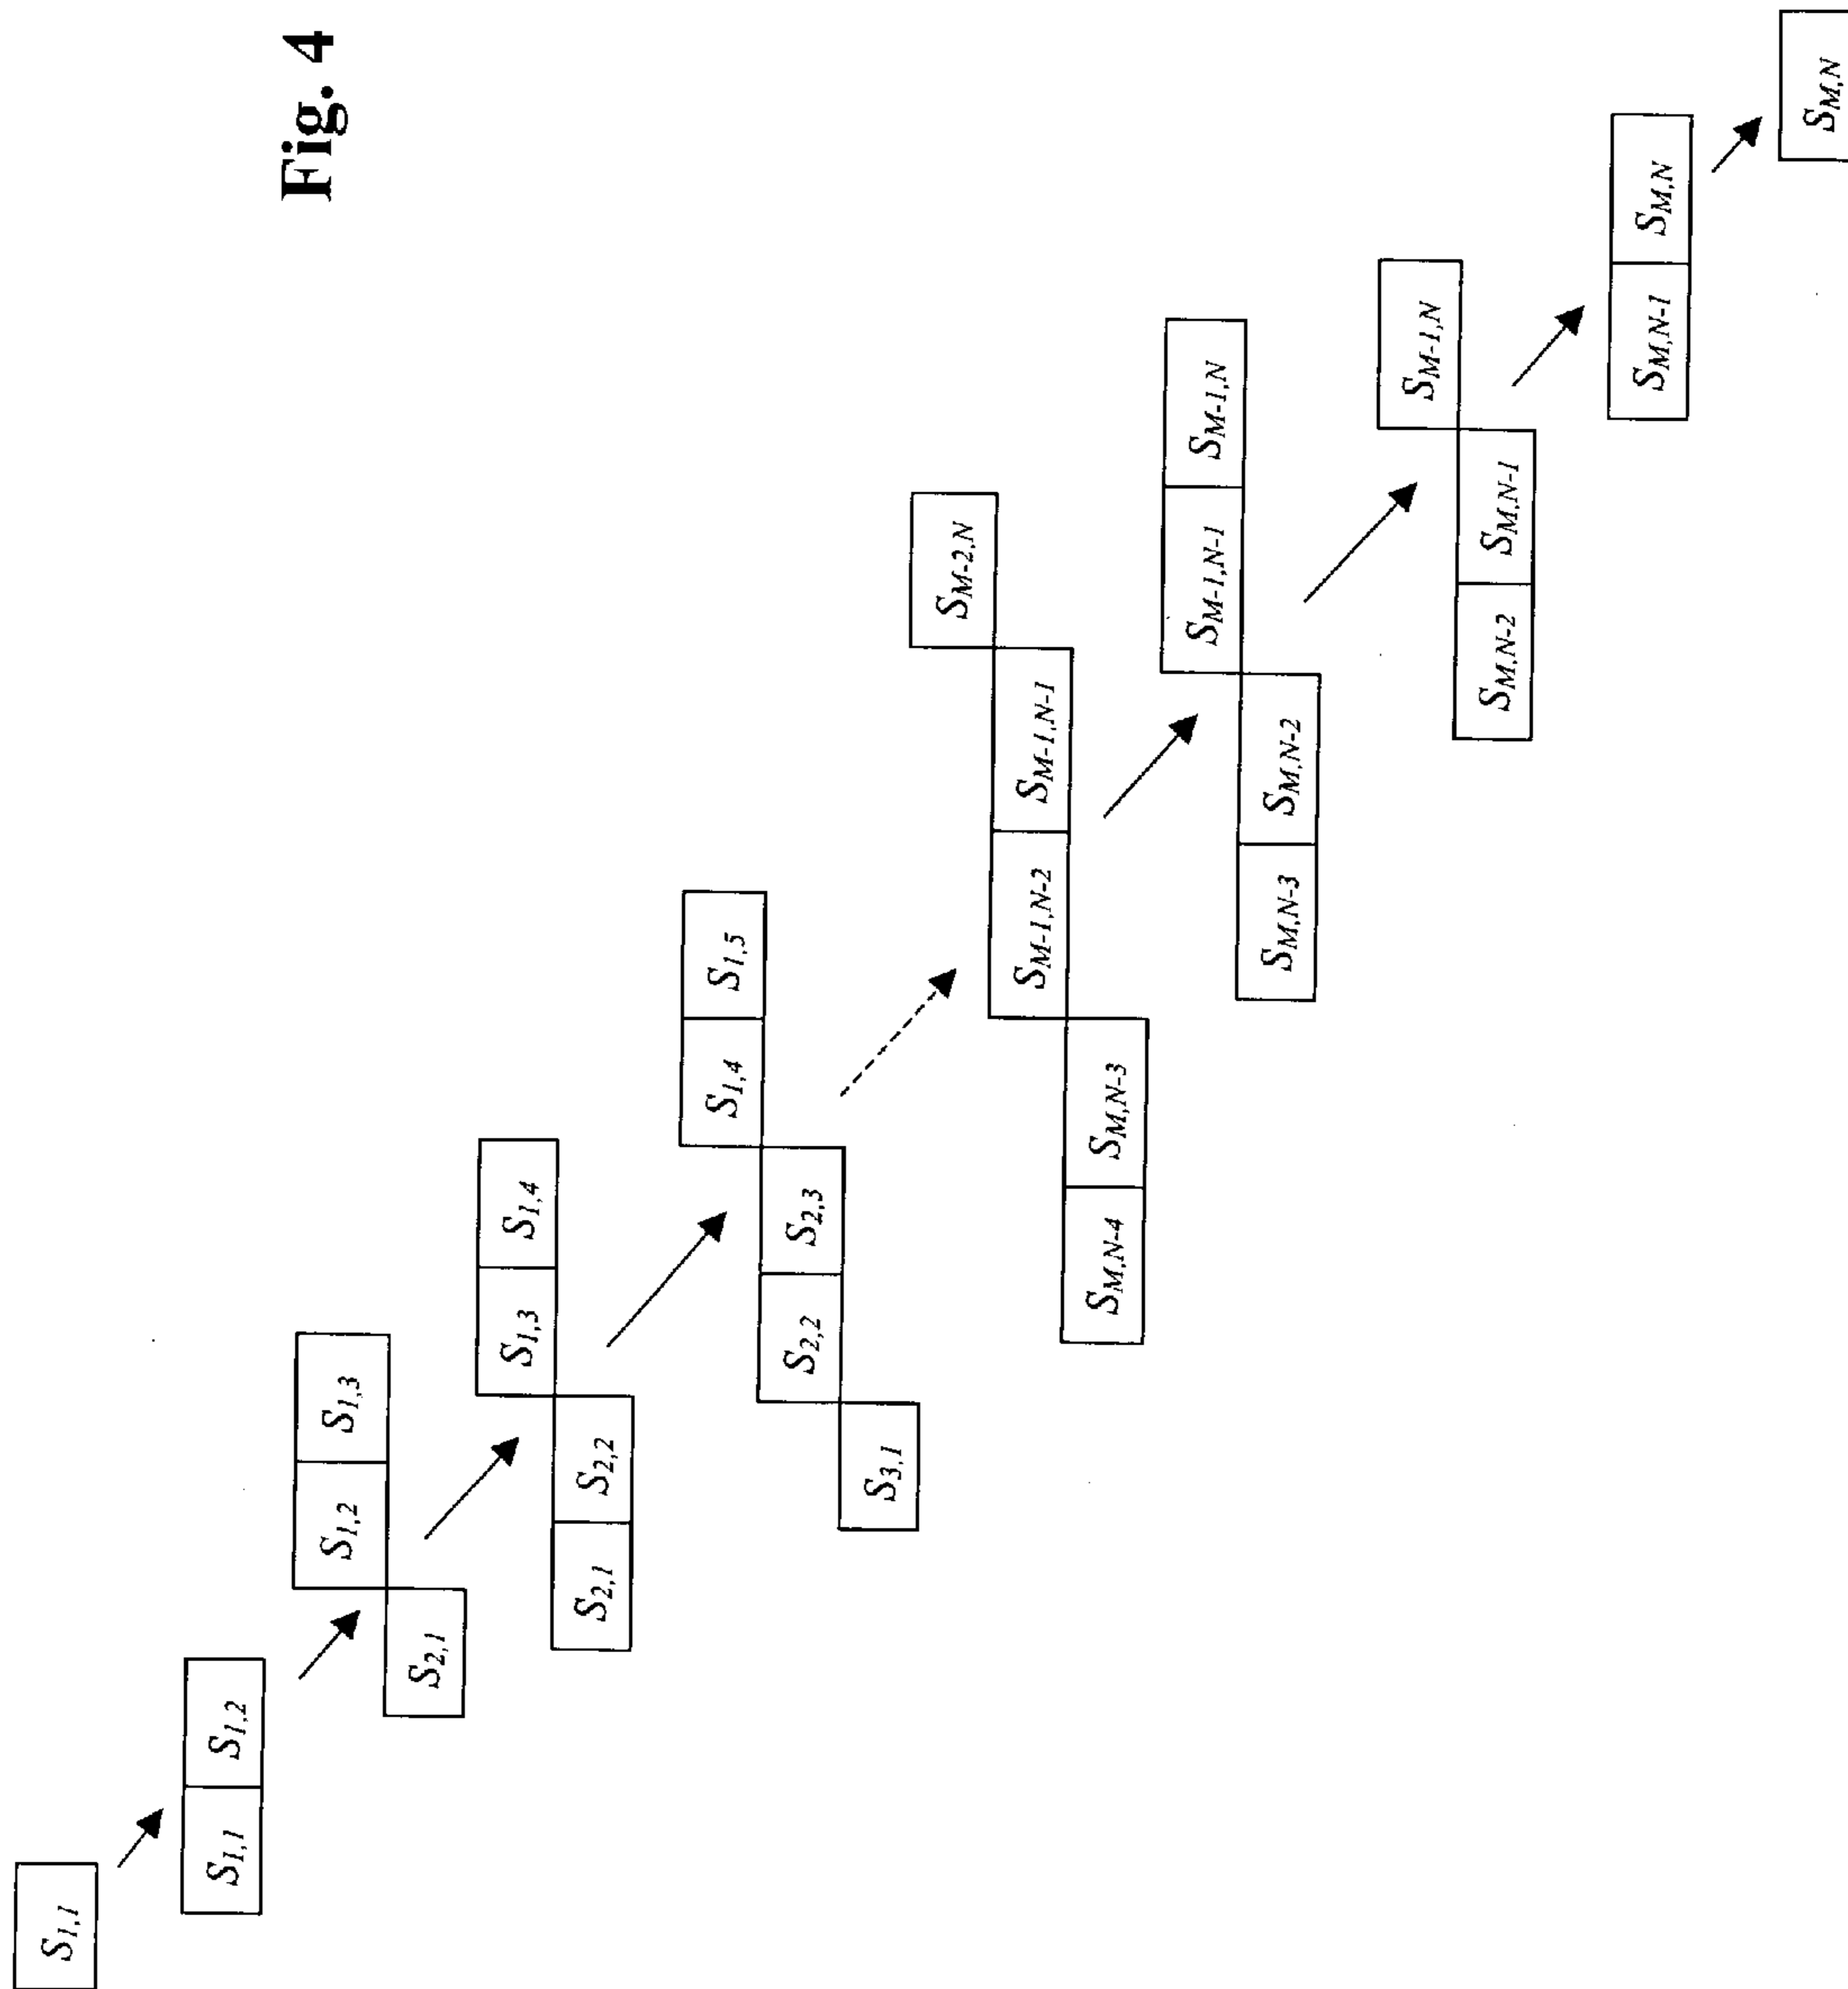 Fig. 4
S1,1
S1,1 S1,2
S1,2 S1,3
S2,1
S1,3 S1,4
S2,1 S2,2
S1,4 S1,5
S2,2 S2,3
S3,1
SM-2,N
SM-1,N-2 SM-1,N-1
SM,N-4 SM,N-3
SM-1,N-1 SM-1,N
SM,N-3 SM,N-2
SM-1,N
SM,N-2 SM,N-1
SM,N-1 SM,N
SM,N